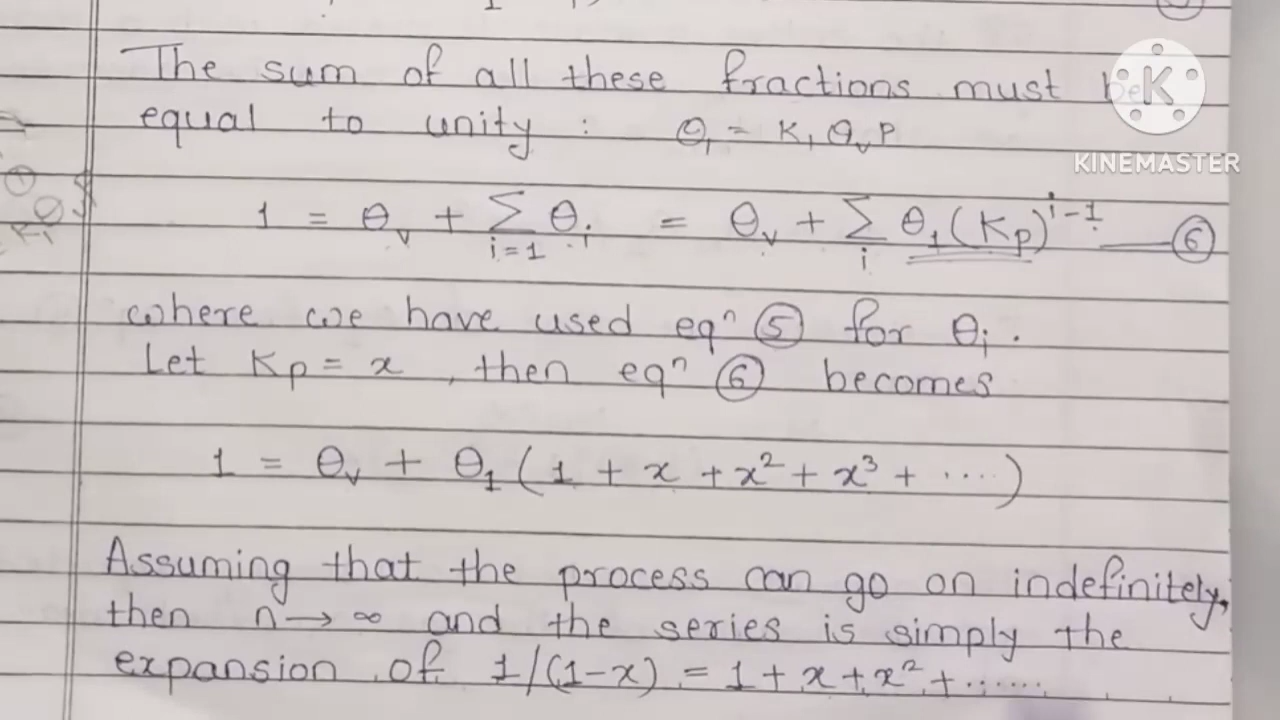 The sum of all these fractions must be
equal to unity : θ₁ = K₁ θᵥ P
KINEMASTER
1 = θᵥ + Σ_{i=1} θᵢ = θᵥ + Σ_i θ₁(Kp)^{i-1} — ⑥
where we have used eqⁿ ⑤ for θᵢ.
Let Kp = x , then eqⁿ ⑥ becomes
1 = θᵥ + θ₁ (1 + x + x² + x³ + ....)
Assuming that the process can go on indefinitely,
then n → ∞ and the series is simply the
expansion of 1/(1-x) = 1 + x + x² + ......